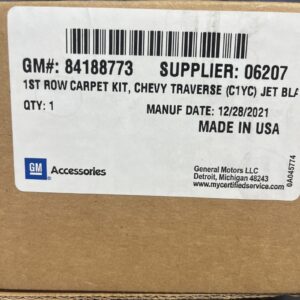 GM#: 84188773 SUPPLIER: 06207
1ST ROW CARPET KIT, CHEVY TRAVERSE (C1YC) JET BLA
QTY: 1
MANUF DATE: 12/28/2021
MADE IN USA
GM Accessories
General Motors LLC
Detroit, Michigan 48243
www.mycertifiedservice.com
0A045774